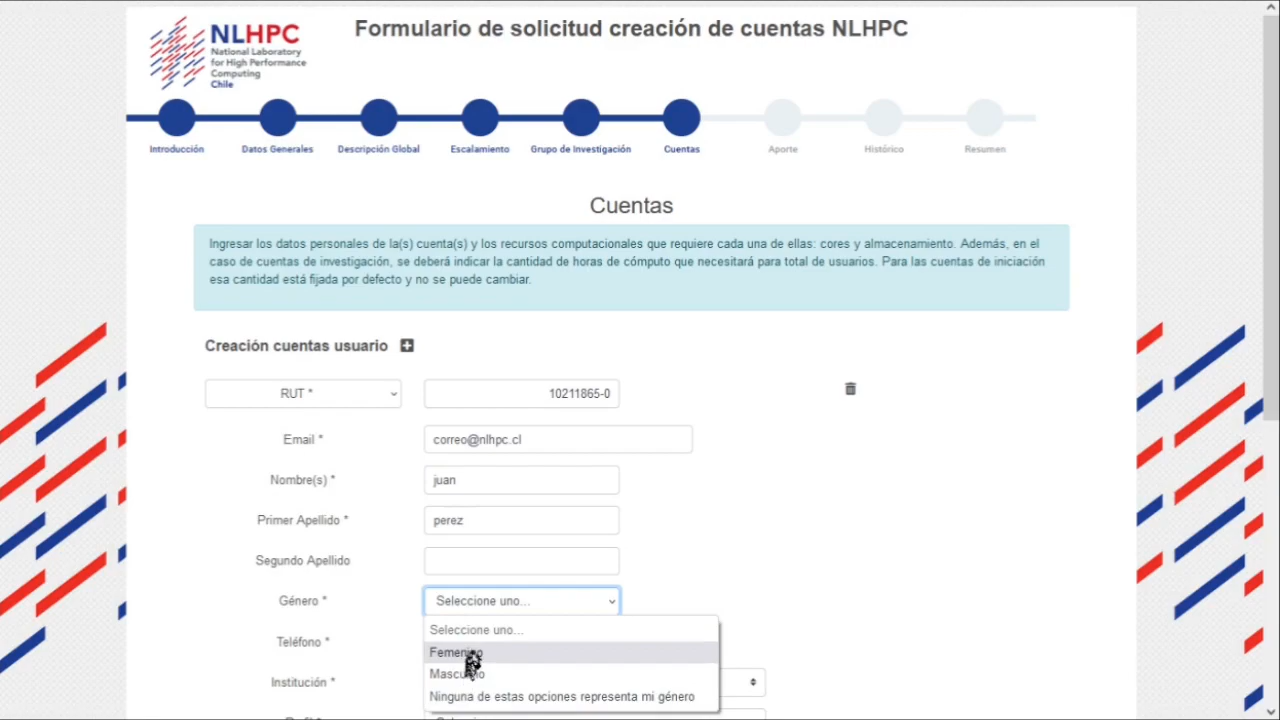 Formulario de solicitud creación de cuentas NLHPC
NLHPC
National Laboratory
for High Performance
Computing
Chile
Introducción
Datos Generales
Descripción Global
Escalamiento
Grupo de Investigación
Cuentas
Aporte
Histórico
Resumen
Cuentas
Ingresar los datos personales de la(s) cuenta(s) y los recursos computacionales que requiere cada una de ellas: cores y almacenamiento. Además, en el
caso de cuentas de investigación, se deberá indicar la cantidad de horas de cómputo que necesitará para total de usuarios. Para las cuentas de iniciación
esa cantidad está fijada por defecto y no se puede cambiar.
Creación cuentas usuario
RUT * 10211865-0
Email * correo@nlhpc.cl
Nombre(s) * juan
Primer Apellido * perez
Segundo Apellido
Género * Seleccione uno...
Seleccione uno...
Femenino
Teléfono *
Masculino
Institución *
Ninguna de estas opciones representa mi género